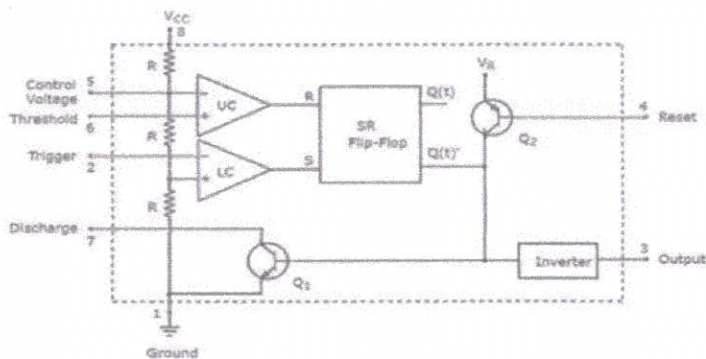 VCC
8
R
5
Control
Voltage
UC
R
Q(t)
VR
Threshold
6
R
SR
Flip-Flop
4
Reset
Q2
Trigger
2
LC
S
Q(t)'
R
Discharge
7
Q1
Inverter
3
Output
1
Ground